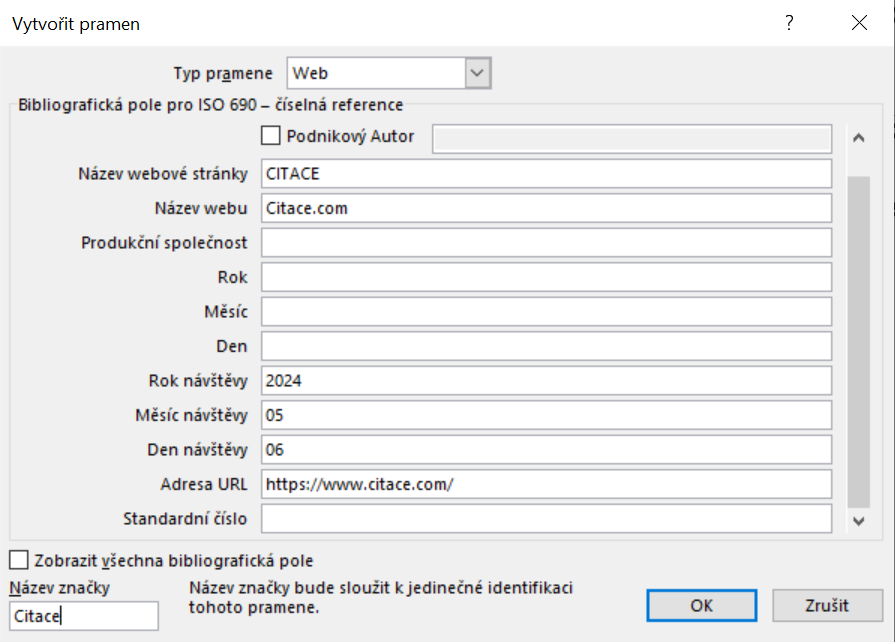 Vytvořit pramen ?
Typ pramene Web
Bibliografická pole pro ISO 690 – číselná reference
Podnikový Autor
Název webové stránky CITACE
Název webu Citace.com
Produkční společnost
Rok
Měsíc
Den
Rok návštěvy 2024
Měsíc návštěvy 05
Den návštěvy 06
Adresa URL https://www.citace.com/
Standardní číslo
Zobrazit všechna bibliografická pole
Název značky
Citace
Název značky bude sloužit k jedinečné identifikaci
tohoto pramene.
OK Zrušit